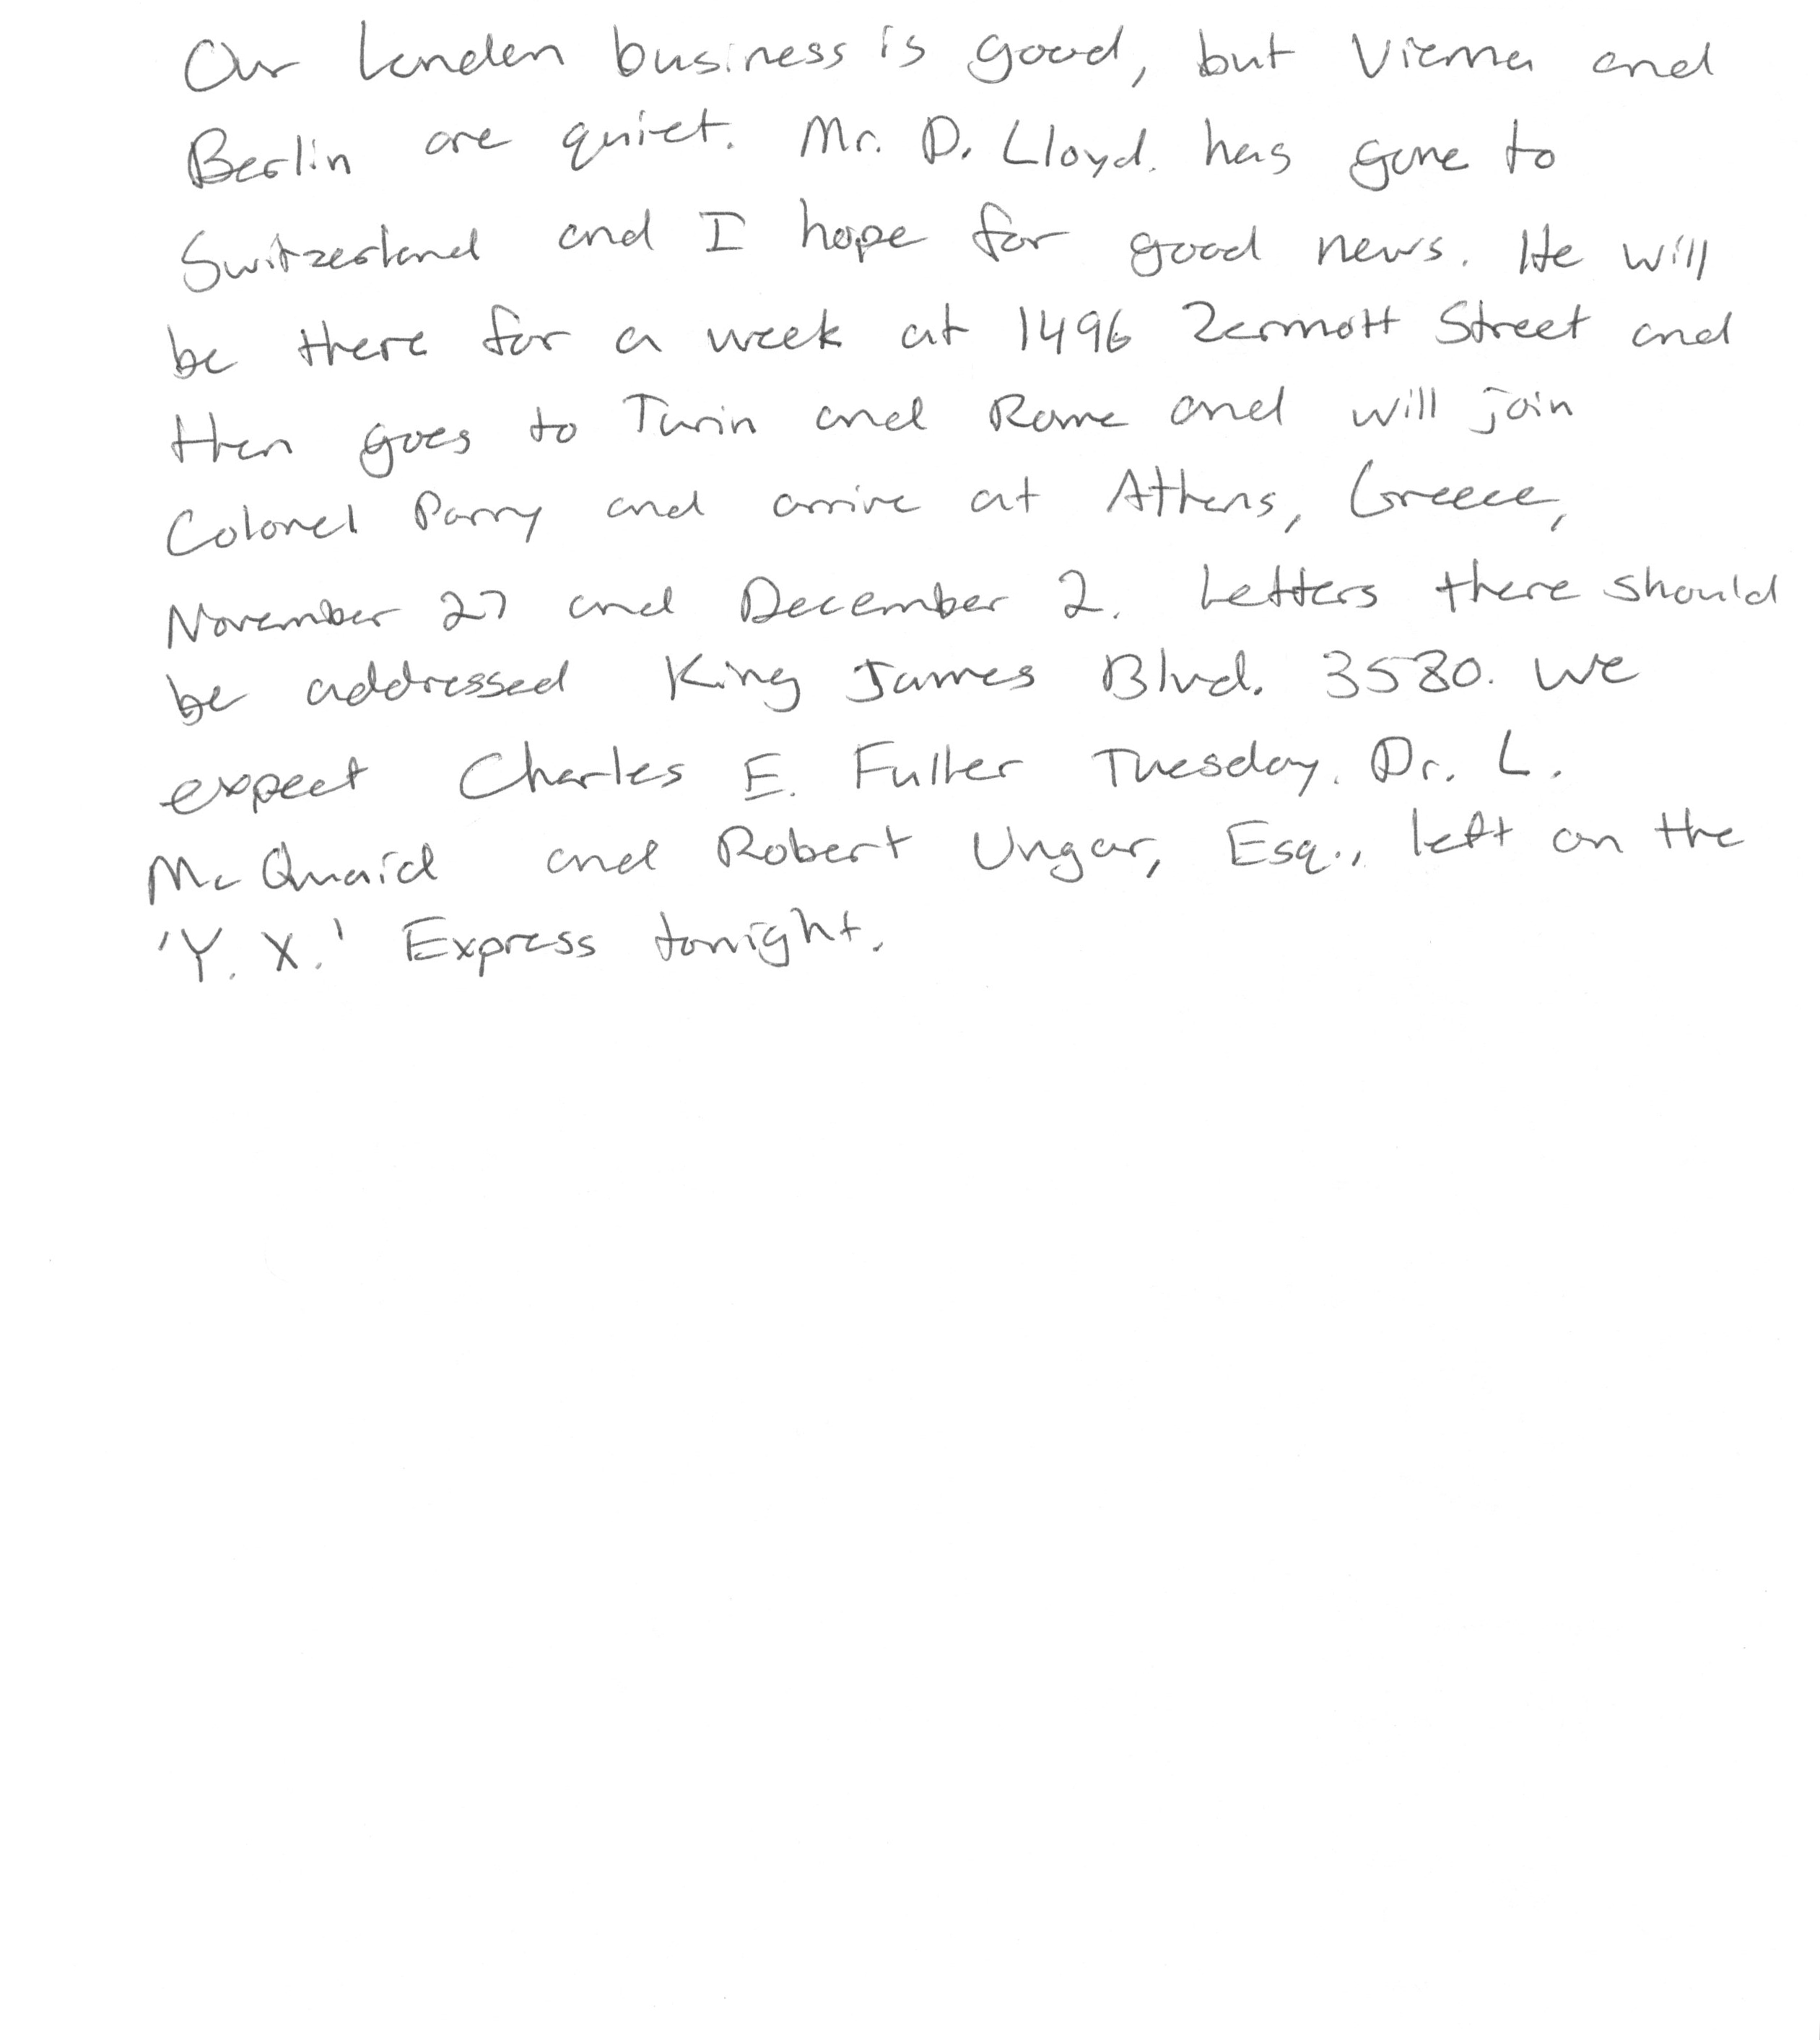 Our London business is good, but Vienna and
Berlin are quiet. Mr. D. Lloyd. has gone to
Switzerland and I hope for good news. He will
be there for a week at 1496 Zermott Street and
then goes to Turin and Rome and will join
Colonel Parry and arrive at Athens, Greece,
November 27 and December 2. Letters there should
be addressed King James Blvd. 3580. We
expect Charles E. Fuller Tuesday. Dr. L.
McQuaid and Robert Ungar, Esq., left on the
'Y. X.' Express tonight.